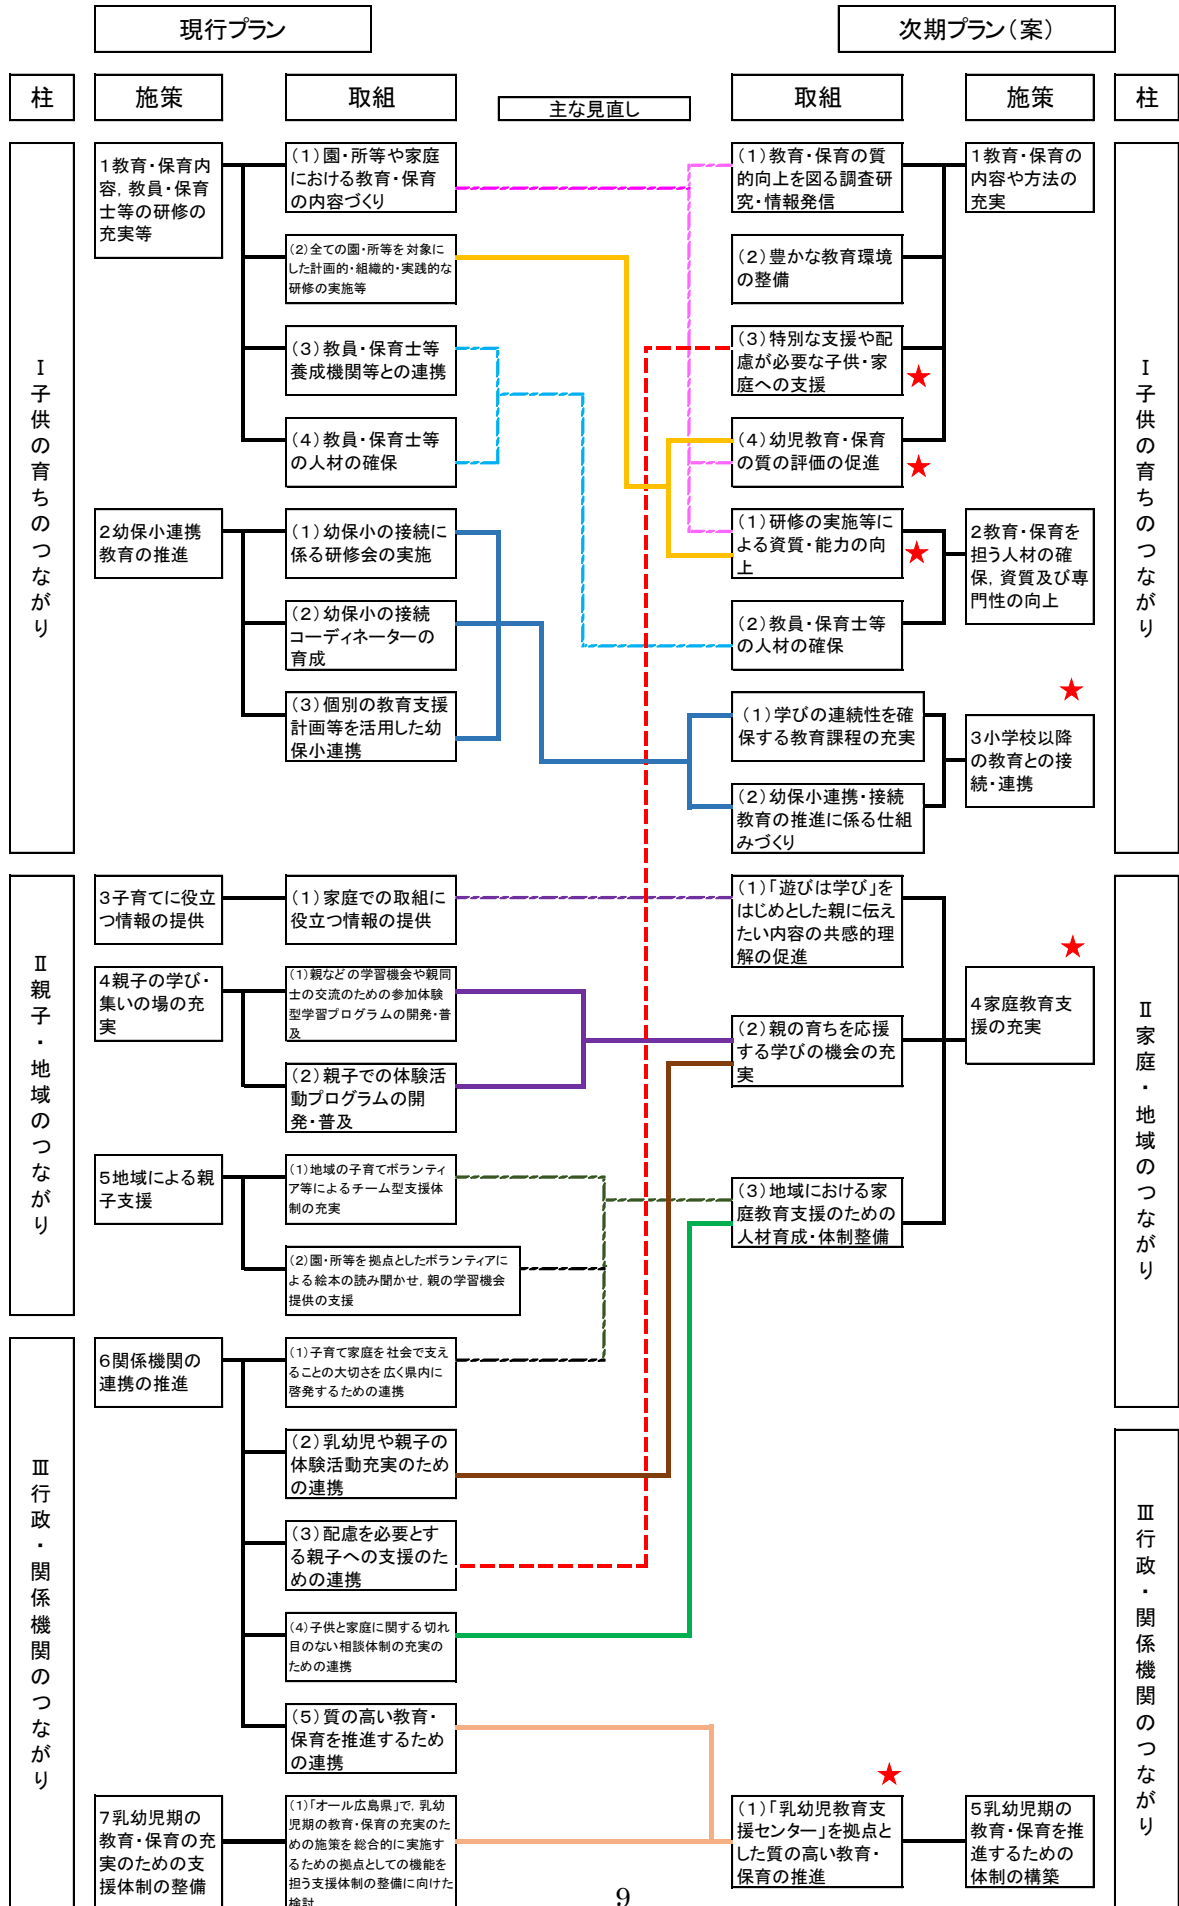 現行プラン
次期プラン(案)
柱
施策
取組
主な見直し
取組
施策
柱
Ⅰ子供の育ちのつながり
1教育・保育内
容,教員・保育
士等の研修の
充実等
(1)園・所等や家庭
における教育・保育
の内容づくり
(2)全ての園・所等を対象に
した計画的・組織的・実践的な
研修の実施等
(3)教員・保育士等
養成機関等との連携
(4)教員・保育士等
の人材の確保
2幼保小連携
教育の推進
(1)幼保小の接続に
係る研修会の実施
(2)幼保小の接続
コーディネーターの
育成
(3)個別の教育支援
計画等を活用した幼
保小連携
Ⅱ親子・地域のつながり
3子育てに役立
つ情報の提供
(1)家庭での取組に
役立つ情報の提供
4親子の学び・
集いの場の充
実
(1)親などの学習機会や親同
士の交流のための参加体験
型学習プログラムの開発・普
及
(2)親子での体験活
動プログラムの開
発・普及
5地域による親
子支援
(1)地域の子育てボランティ
ア等によるチーム型支援体
制の充実
(2)園・所等を拠点としたボランティアに
よる絵本の読み聞かせ,親の学習機会
提供の支援
Ⅲ行政・関係機関のつながり
6関係機関の
連携の推進
(1)子育て家庭を社会で支え
ることの大切さを広く県内に
啓発するための連携
(2)乳幼児や親子の
体験活動充実のため
の連携
(3)配慮を必要とす
る親子への支援のた
めの連携
(4)子供と家庭に関する切れ
目のない相談体制の充実の
ための連携
(5)質の高い教育・
保育を推進するため
の連携
7乳幼児期の
教育・保育の充
実のための支
援体制の整備
(1)「オール広島県」で,乳幼
児期の教育・保育の充実のた
めの施策を総合的に実施す
るための拠点としての機能を
担う支援体制の整備に向けた
検討
(1)教育・保育の質
的向上を図る調査研
究・情報発信
(2)豊かな教育環境
の整備
(3)特別な支援や配
慮が必要な子供・家
庭への支援
★
(4)幼児教育・保育
の質の評価の促進
★
1教育・保育の
内容や方法の
充実
(1)研修の実施等に
よる資質・能力の向
上
★
(2)教員・保育士等
の人材の確保
2教育・保育を
担う人材の確
保,資質及び専
門性の向上
(1)学びの連続性を確
保する教育課程の充実
(2)幼保小連携・接続
教育の推進に係る仕組
みづくり
★
3小学校以降
の教育との接
続・連携
Ⅰ子供の育ちのつながり
(1)「遊びは学び」を
はじめとした親に伝え
たい内容の共感的理
解の促進
(2)親の育ちを応援
する学びの機会の充
実
(3)地域における家
庭教育支援のための
人材育成・体制整備
★
4家庭教育支
援の充実
Ⅱ家庭・地域のつながり
★
(1)「乳幼児教育支
援センター」を拠点と
した質の高い教育・
保育の推進
5乳幼児期の
教育・保育を推
進するための
体制の構築
Ⅲ行政・関係機関のつながり
9